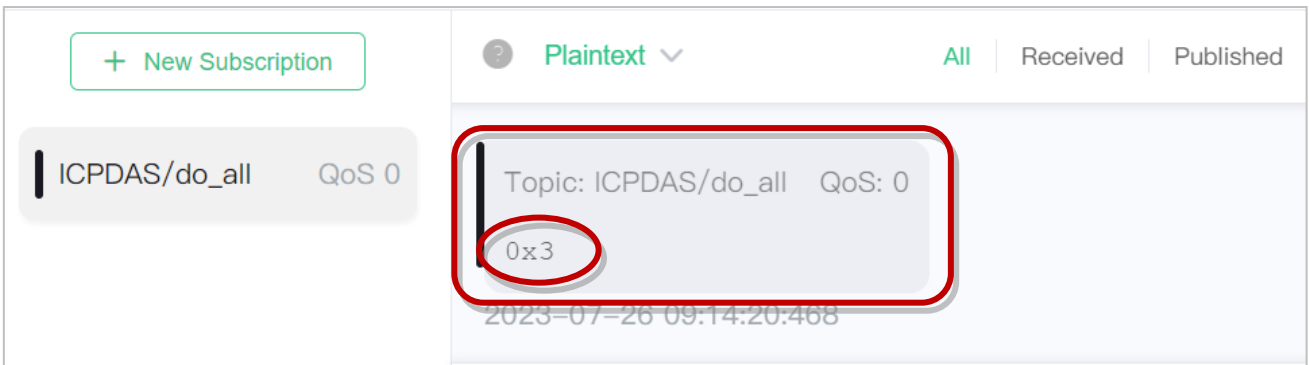 + New Subscription
? Plaintext
All Received Published
ICPDAS/do_all QoS 0
Topic: ICPDAS/do_all QoS: 0
0x3
2023-07-26 09:14:20:468